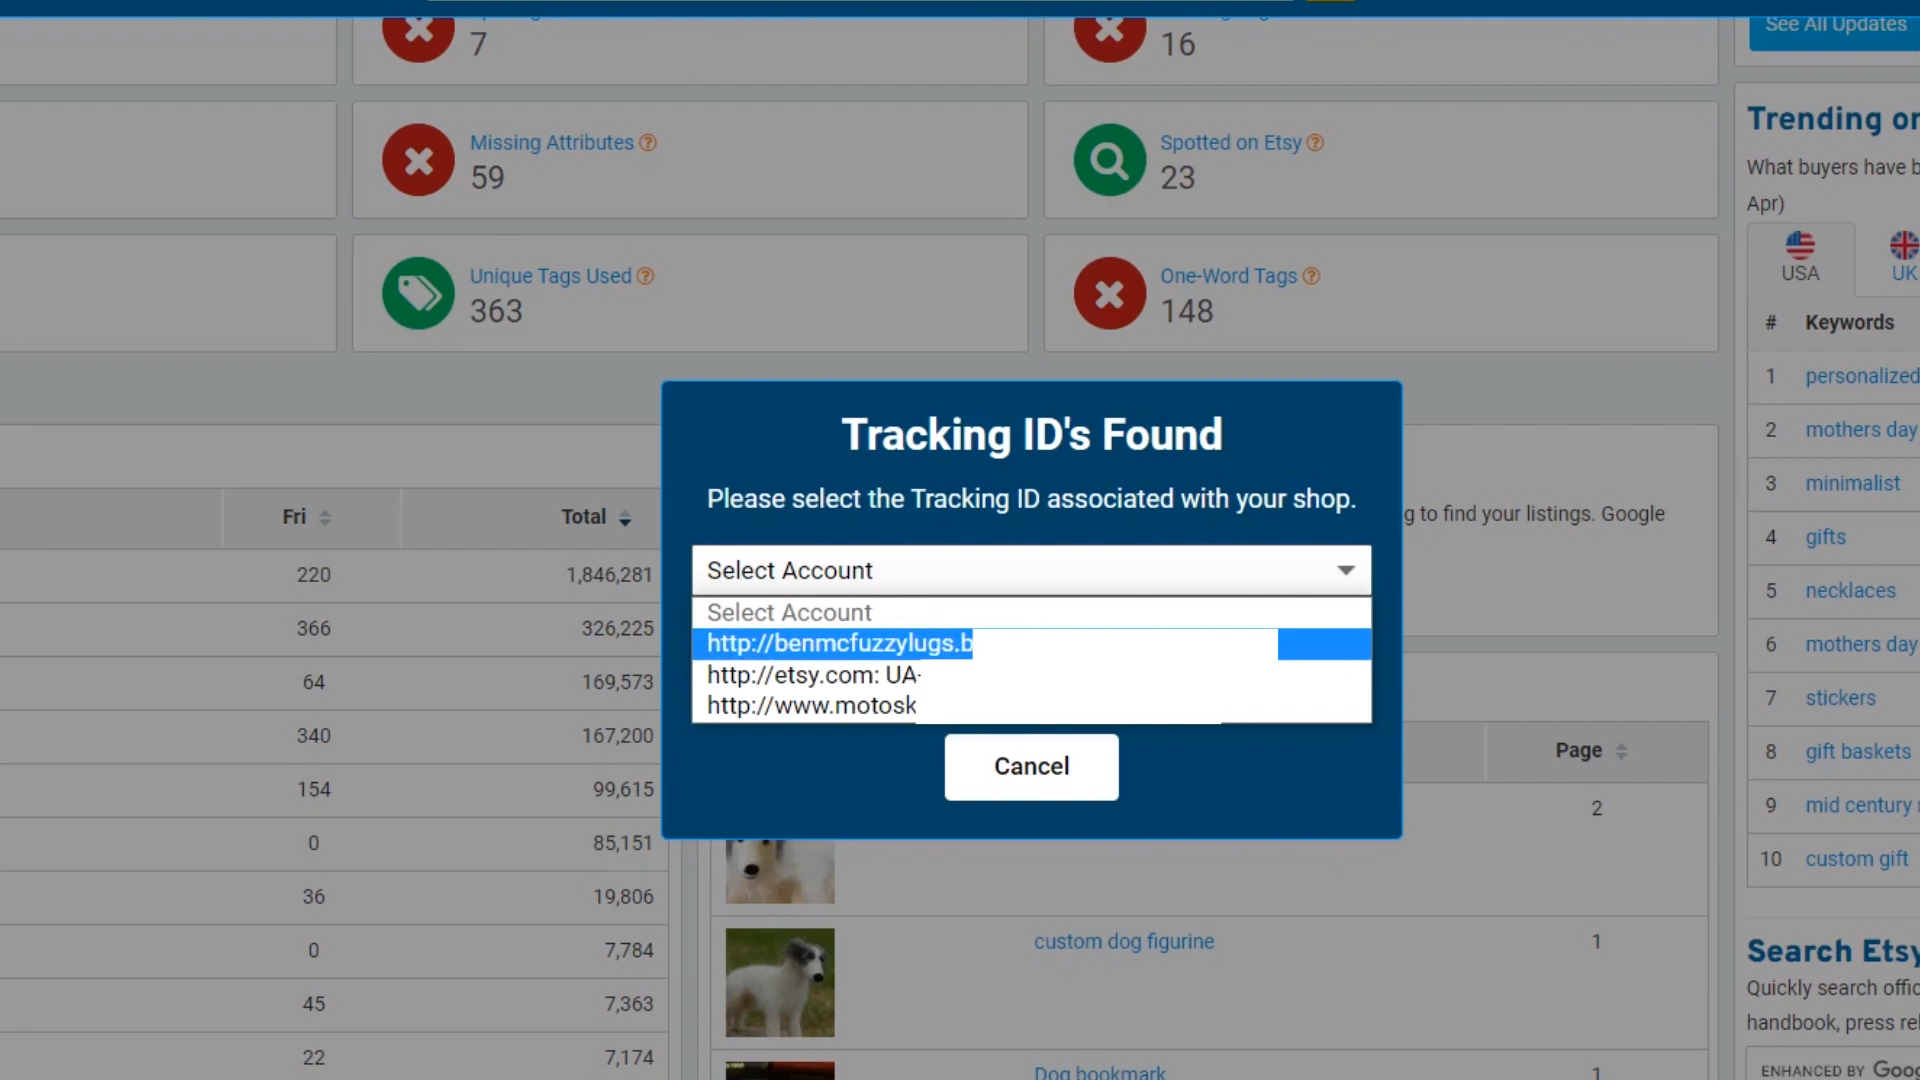 7
16
See All Updates
Missing Attributes
59
Spotted on Etsy
23
Unique Tags Used
363
One-Word Tags
148
Trending
What buyers have
Apr)
USA
UK
# Keywords
1 personalized
2 mothers day
3 minimalist
4 gifts
5 necklaces
6 mothers day
7 stickers
8 gift baskets
9 mid century
10 custom gift
Tracking ID's Found
Please select the Tracking ID associated with your shop.
Select Account
Select Account
http://benmcfuzzylugs.b
http://etsy.com: UA-
http://www.motosk
Cancel
g to find your listings. Google
Fri Total
220 1,846,281
366 326,225
64 169,573
340 167,200
154 99,615
0 85,151
36 19,806
0 7,784
45 7,363
22 7,174
Page
2
custom dog figurine 1
Dog bookmark 1
Search Etsy
Quickly search
handbook, press
ENHANCED BY